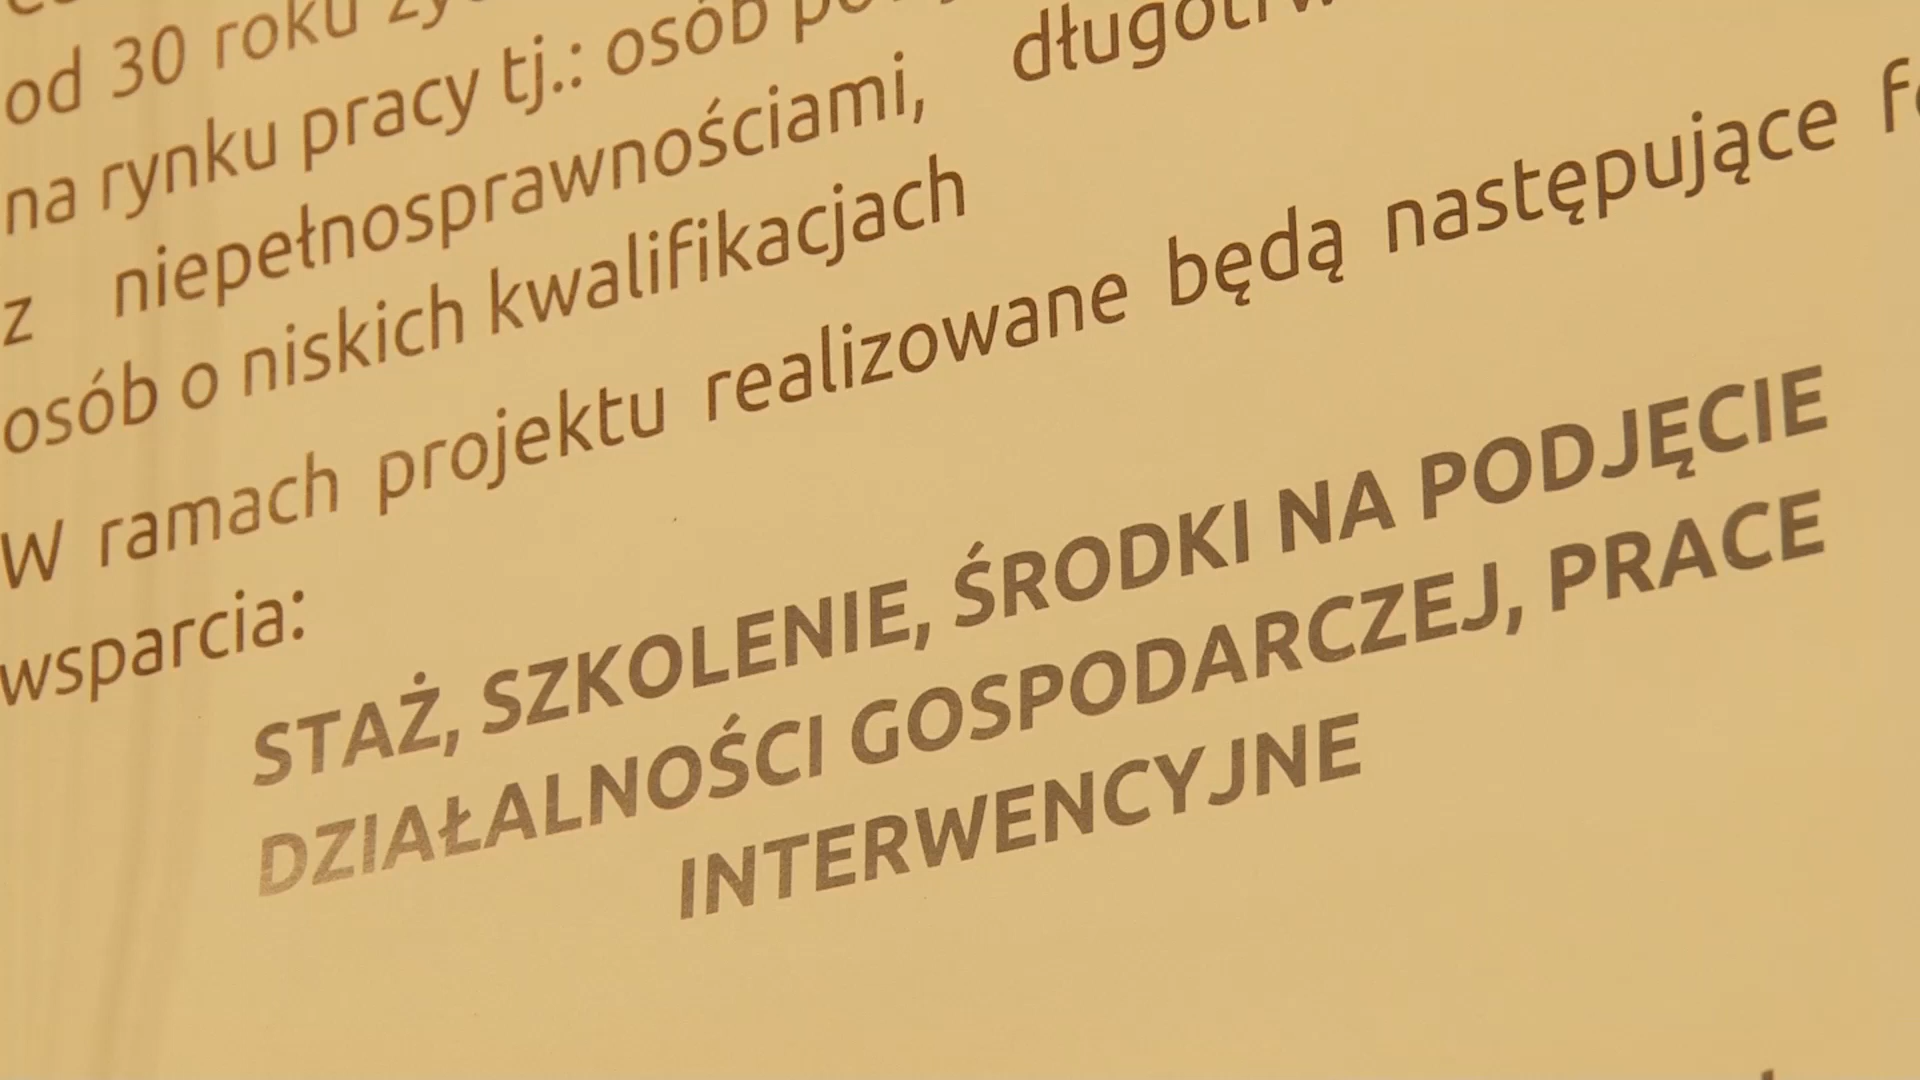 od 30 roku
na rynku pracy tj.: osób
z niepełnosprawnościami,
osób o niskich kwalifikacjach
W ramach projektu realizowane będą następujące
wsparcia:
STAŻ, SZKOLENIE, ŚRODKI NA PODJĘCIE
DZIAŁALNOŚCI GOSPODARCZEJ, PRACE
INTERWENCYJNE